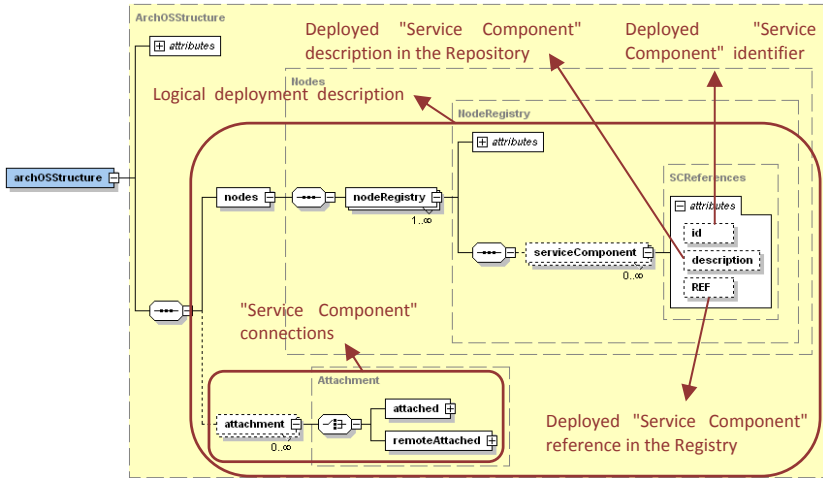 ArchOSStructure
attributes
Deployed "Service Component"
description in the Repository
Deployed "Service
Component" identifier
Nodes
Logical deployment description
NodeRegistry
attributes
SCReferences
attributes
archOSStructure
nodes
nodeRegistry
1..∞
id
serviceComponent
0..∞
description
REF
"Service Component"
connections
Attachment
attached
attachment
0..∞
remoteAttached
Deployed "Service Component"
reference in the Registry